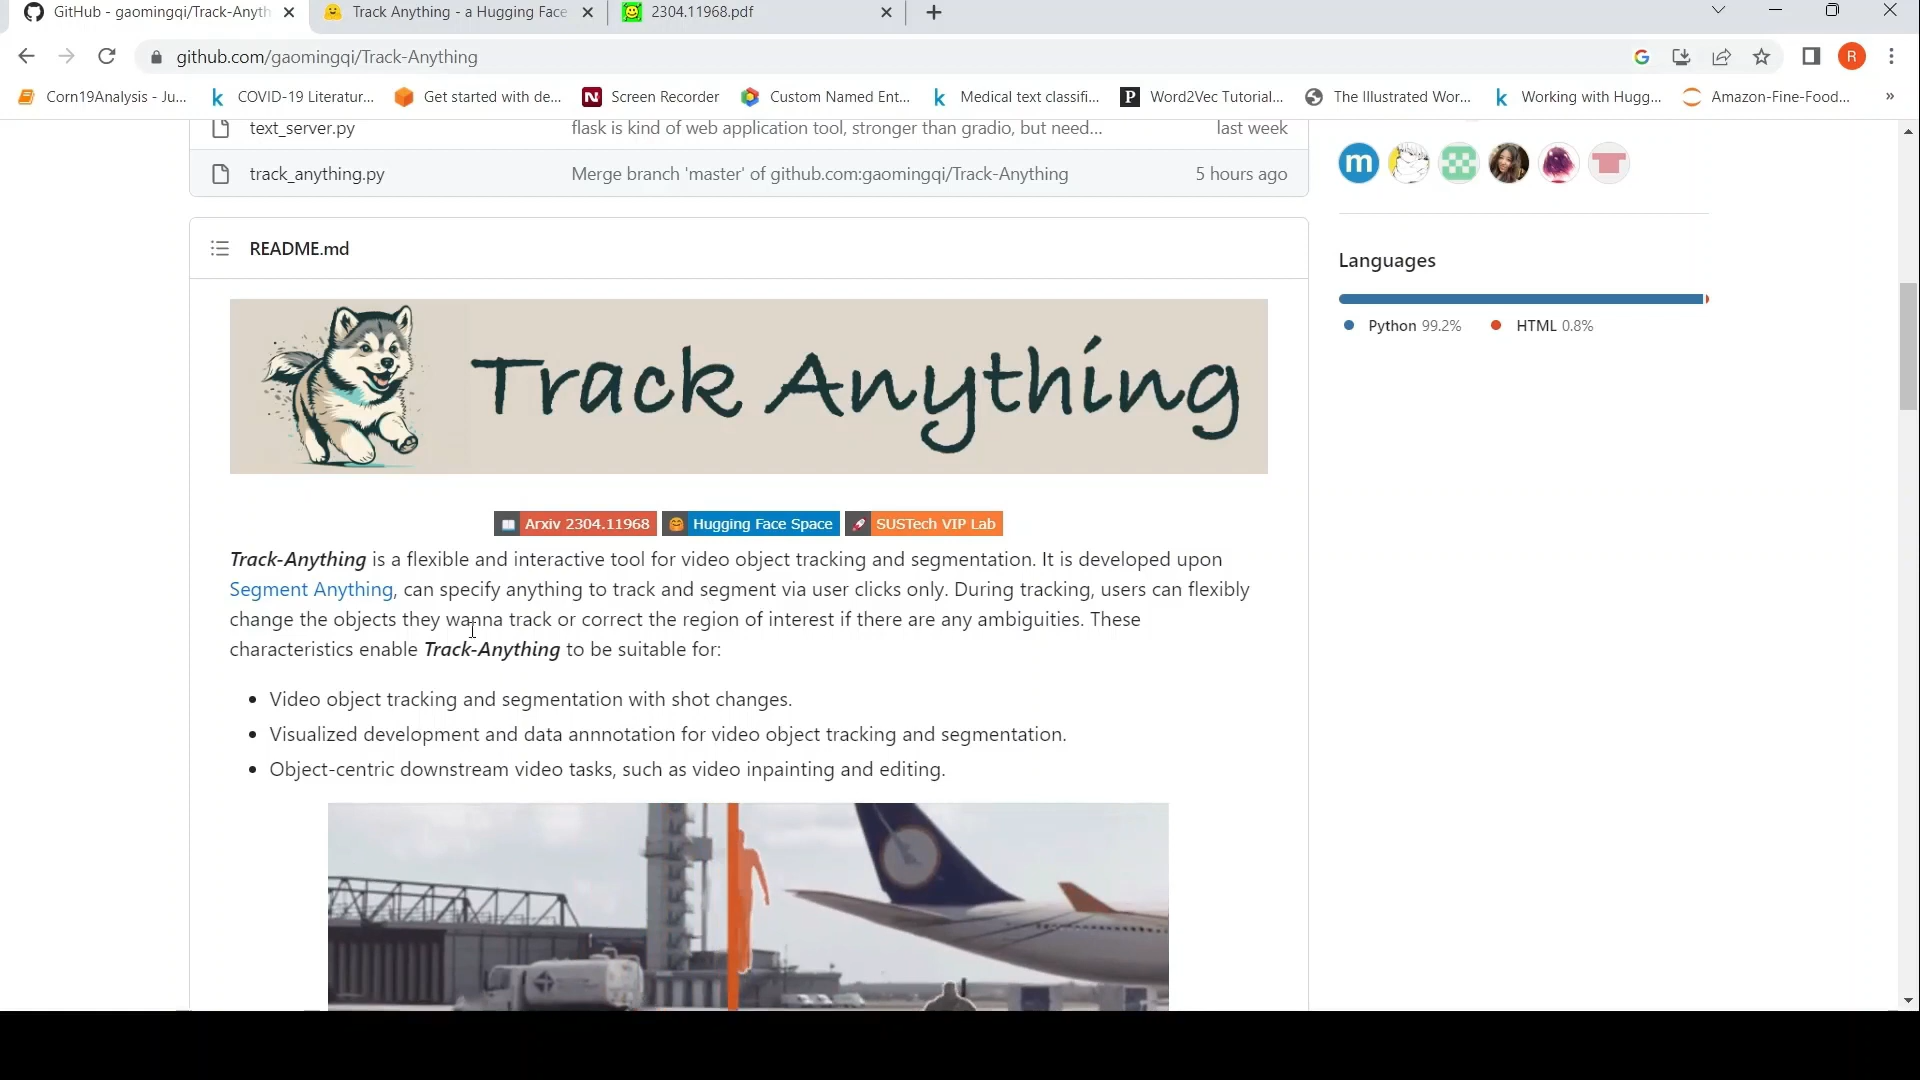 GitHub - gaomingqi/Track-Anyth
Track Anything - a Hugging Face
2304.11968.pdf
github.com/gaomingqi/Track-Anything
R
Corn19Analysis - Ju...
COVID-19 Literatur...
Get started with de...
Screen Recorder
Custom Named Ent...
Medical text classifi...
Word2Vec Tutorial...
The Illustrated Wor...
Working with Hugg...
Amazon-Fine-Food...
»
text_server.py
flask is kind of web application tool, stronger than gradio, but need...
last week
track_anything.py
Merge branch 'master' of github.com:gaomingqi/Track-Anything
5 hours ago
m
README.md
Languages
Python 99.2%
HTML 0.8%
Track Anything
Arxiv 2304.11968
Hugging Face Space
SUSTech VIP Lab
Track-Anything is a flexible and interactive tool for video object tracking and segmentation. It is developed upon
Segment Anything, can specify anything to track and segment via user clicks only. During tracking, users can flexibly
change the objects they wanna track or correct the region of interest if there are any ambiguities. These
characteristics enable Track-Anything to be suitable for:
• Video object tracking and segmentation with shot changes.
• Visualized development and data annnotation for video object tracking and segmentation.
• Object-centric downstream video tasks, such as video inpainting and editing.